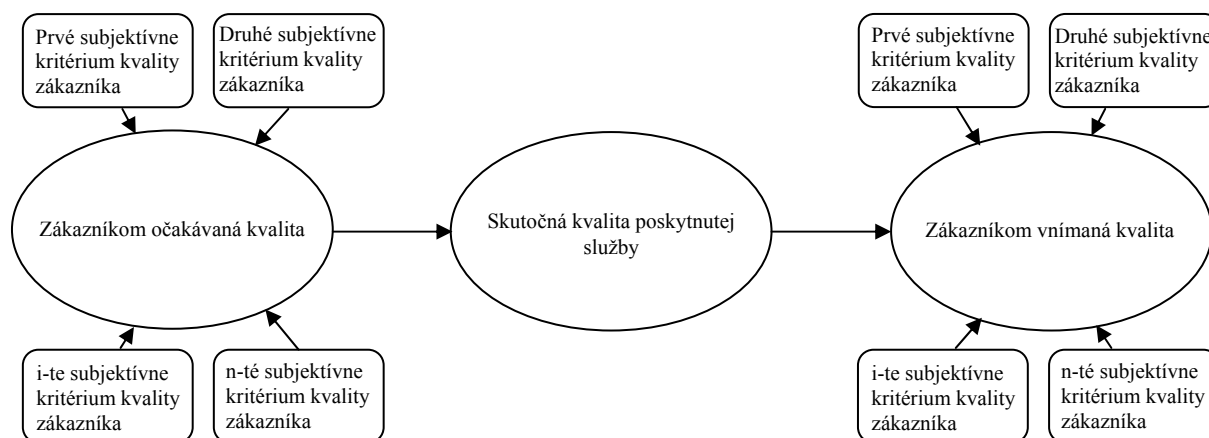 Prvé subjektívne
kritérium kvality
zákazníka
Druhé subjektívne
kritérium kvality
zákazníka
Prvé subjektívne
kritérium kvality
zákazníka
Druhé subjektívne
kritérium kvality
zákazníka
Zákazníkom očakávaná kvalita
Skutočná kvalita poskytnutej
služby
Zákazníkom vnímaná kvalita
i-te subjektívne
kritérium kvality
zákazníka
n-té subjektívne
kritérium kvality
zákazníka
i-te subjektívne
kritérium kvality
zákazníka
n-té subjektívne
kritérium kvality
zákazníka